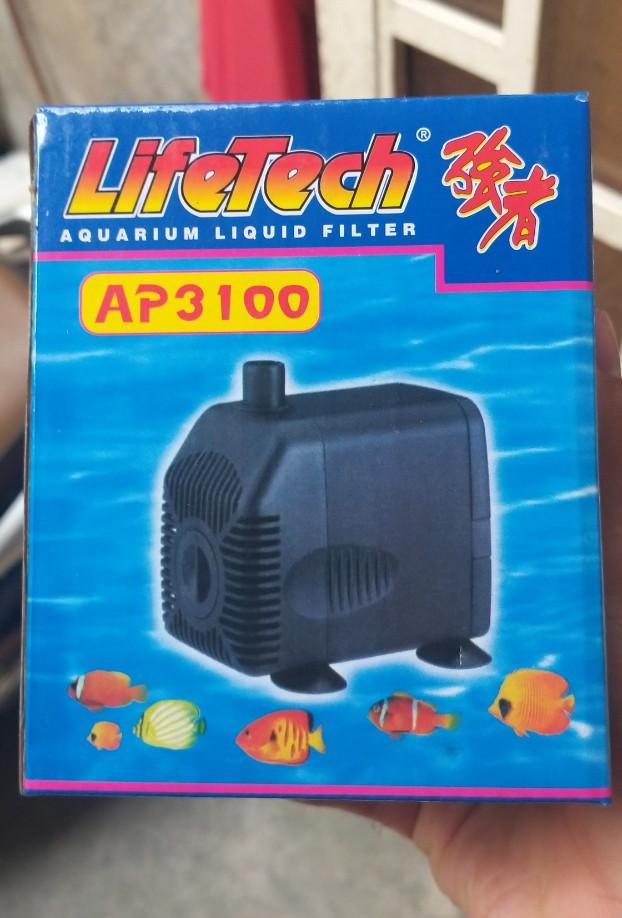 LifeTech® 強者
AQUARIUM LIQUID FILTER
AP3100